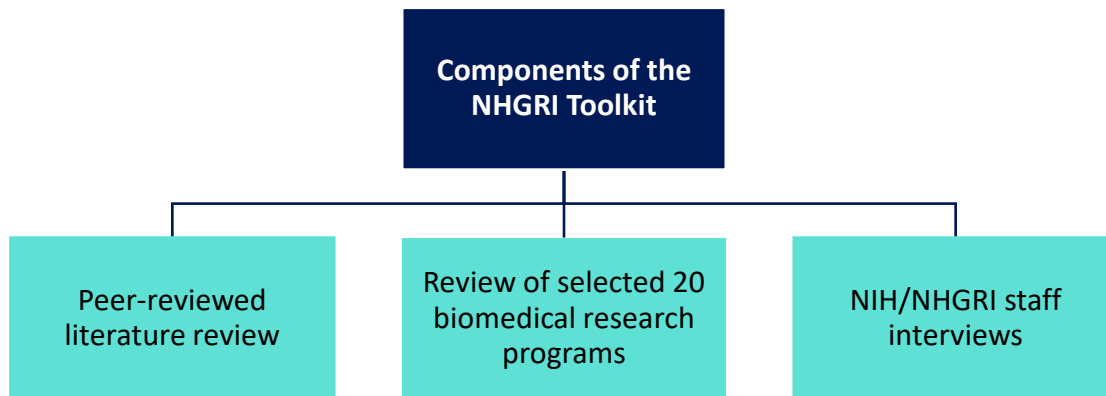 Components of the
NHGRI Toolkit
Peer-reviewed
literature review
Review of selected 20
biomedical research
programs
NIH/NHGRI staff
interviews